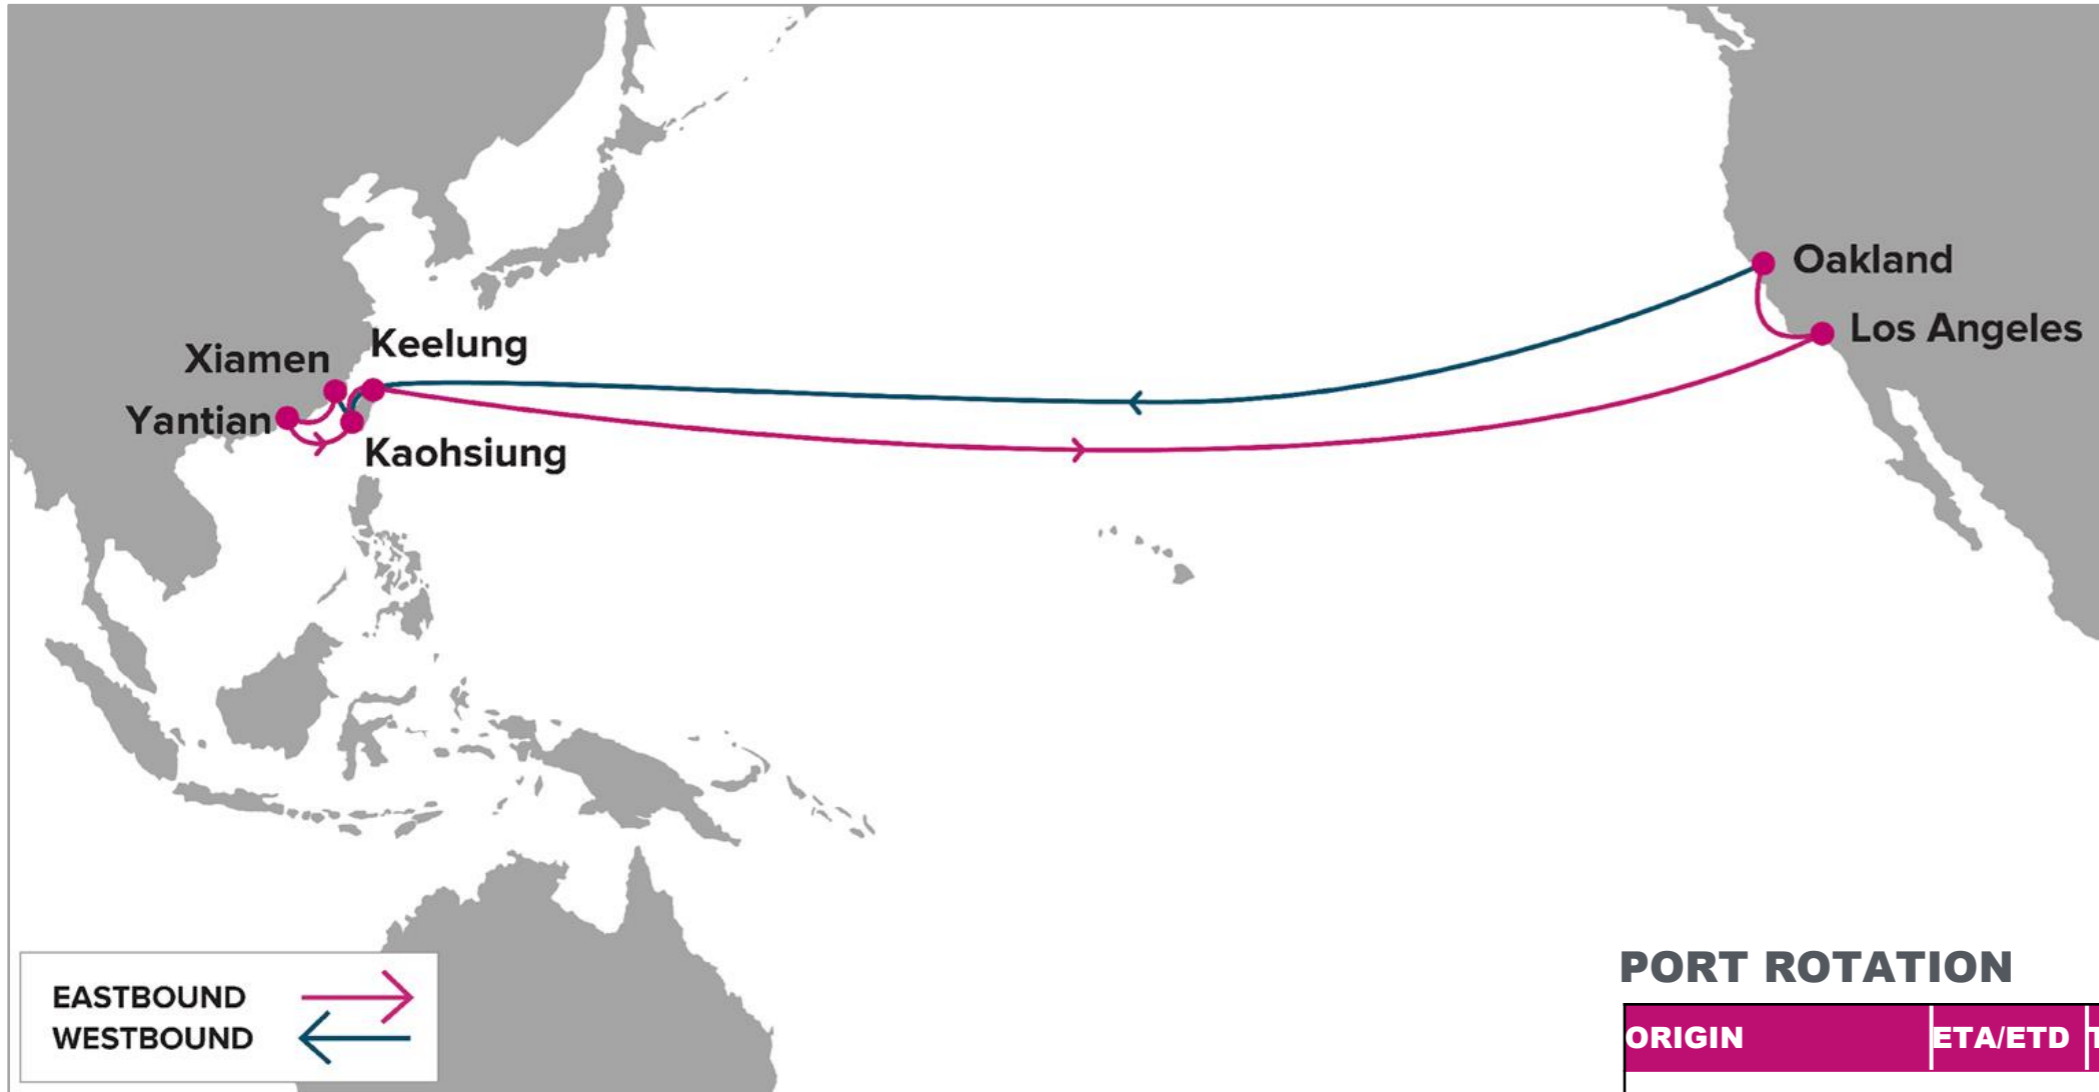 Oakland
Los Angeles
Keelung
Xiamen
Yantian
Kaohsiung
EASTBOUND
WESTBOUND
PORT ROTATION
ORIGIN ETA/ETD